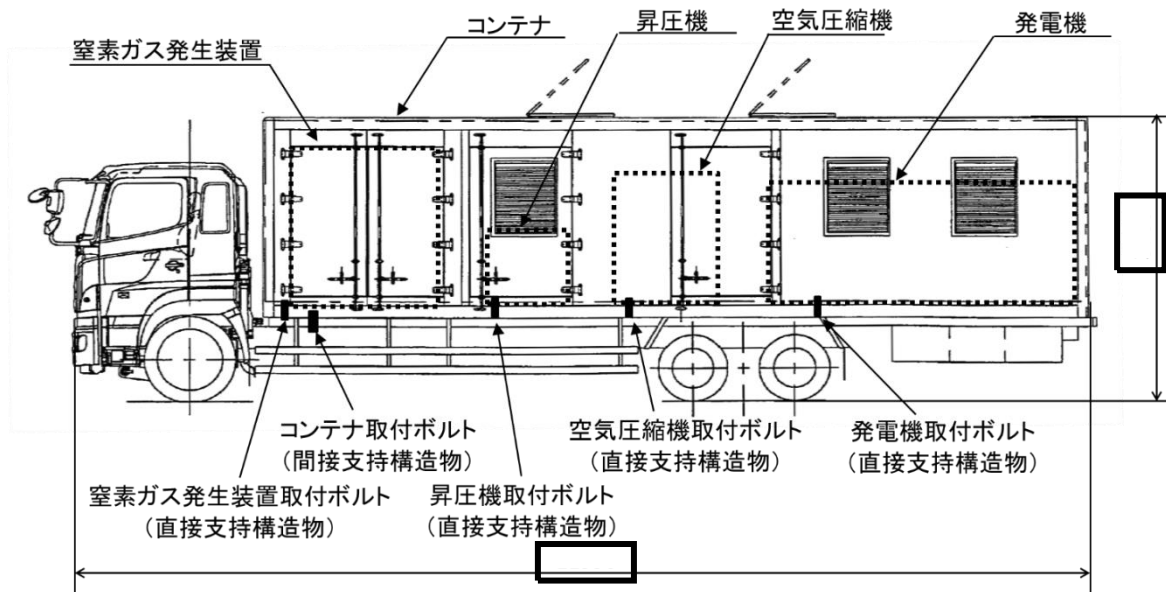 コンテナ
昇圧機
空気圧縮機
発電機
窒素ガス発生装置
コンテナ取付ボルト
(間接支持構造物)
空気圧縮機取付ボルト
(直接支持構造物)
発電機取付ボルト
(直接支持構造物)
窒素ガス発生装置取付ボルト
(直接支持構造物)
昇圧機取付ボルト
(直接支持構造物)